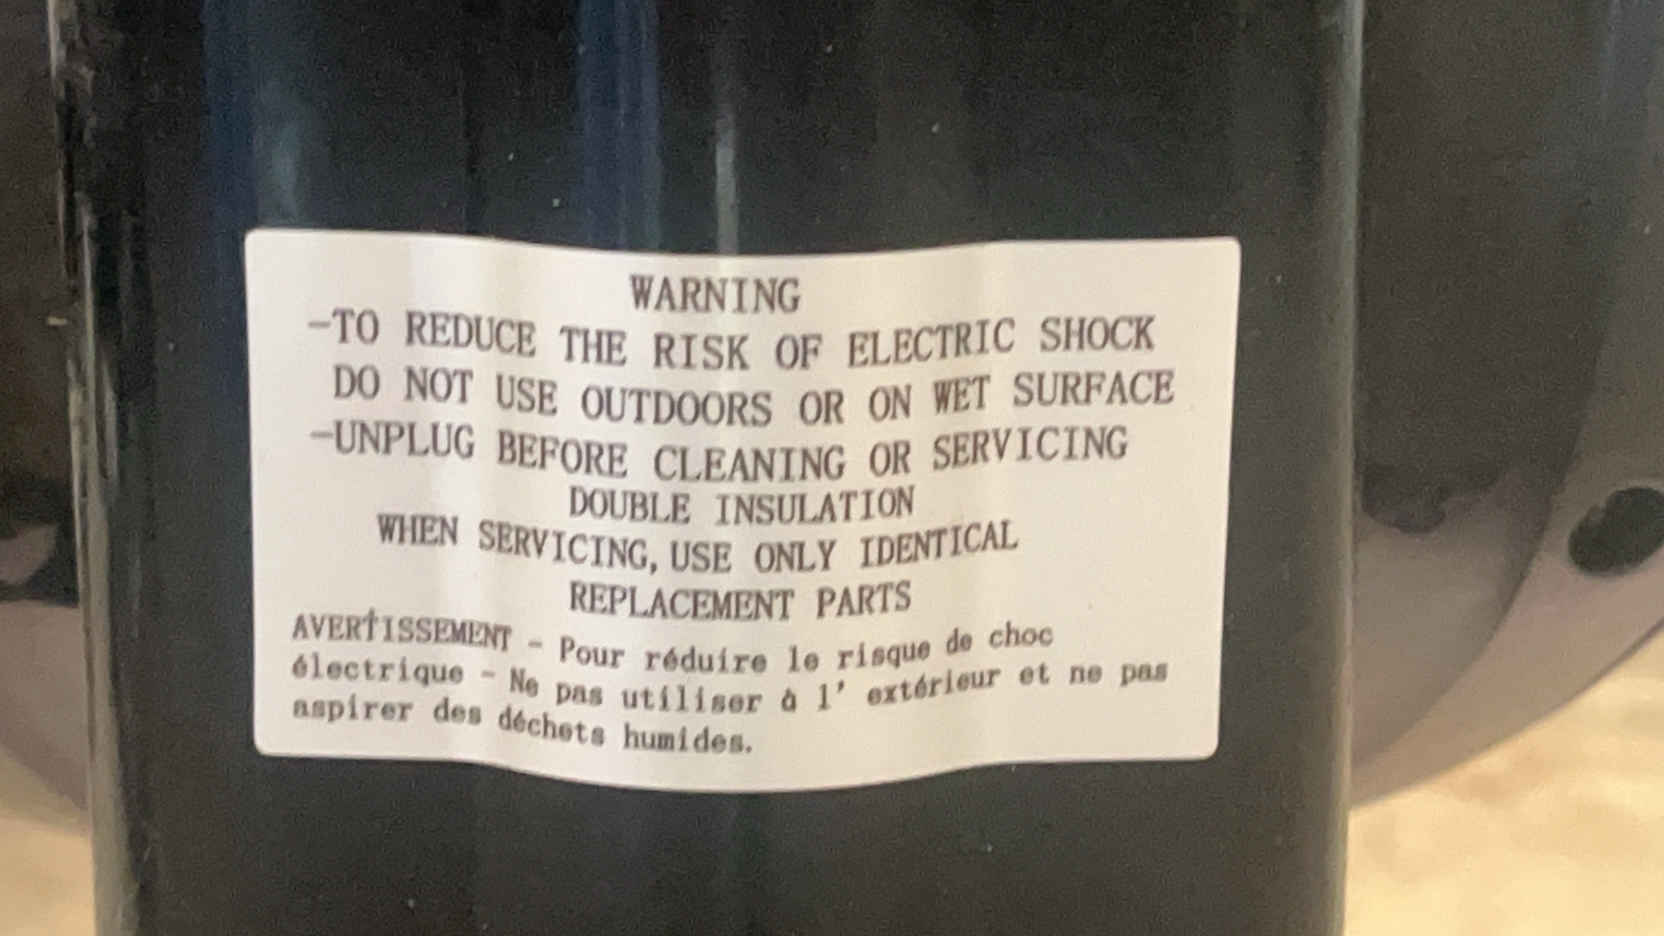 WARNING
-TO REDUCE THE RISK OF ELECTRIC SHOCK
DO NOT USE OUTDOORS OR ON WET SURFACE
-UNPLUG BEFORE CLEANING OR SERVICING
DOUBLE INSULATION
WHEN SERVICING, USE ONLY IDENTICAL
REPLACEMENT PARTS
AVERTISSEMENT - Pour réduire le risque de choc
électrique - Ne pas utiliser à l' extérieur et ne pas
aspirer des déchets humides.